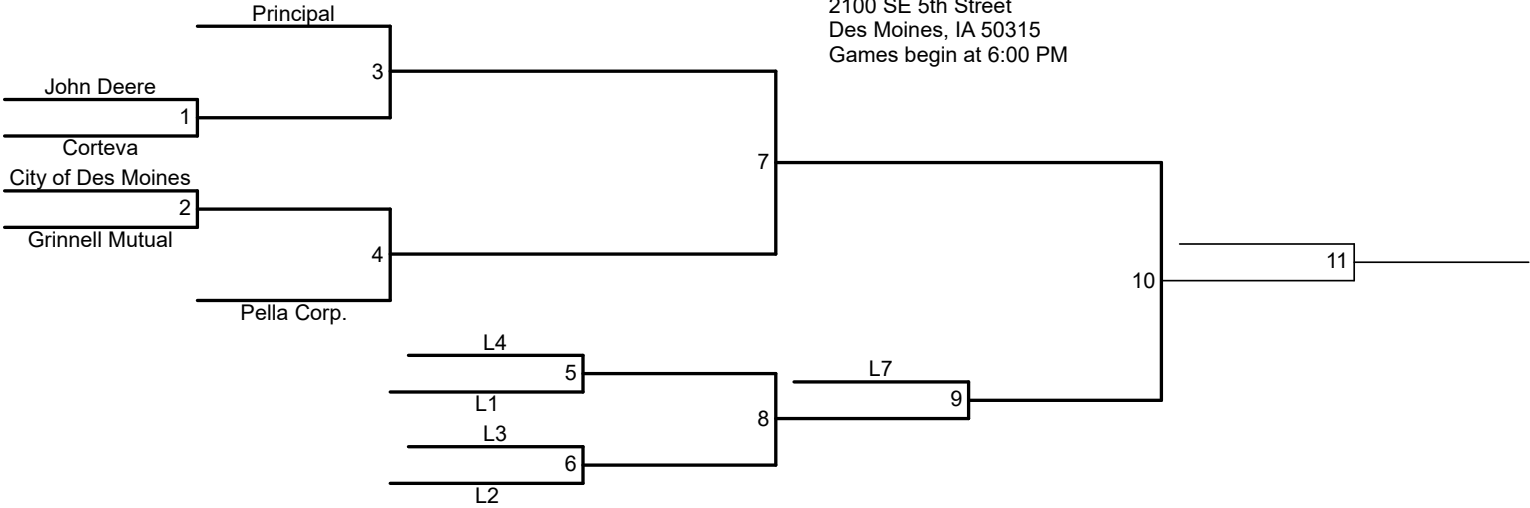 2100 SE 5th Street
Des Moines, IA 50315
Games begin at 6:00 PM
Principal
3
John Deere
1
Corteva
City of Des Moines
2
Grinnell Mutual
4
Pella Corp.
7
10
11
L4
5
L1
L3
6
L2
8
L7
9